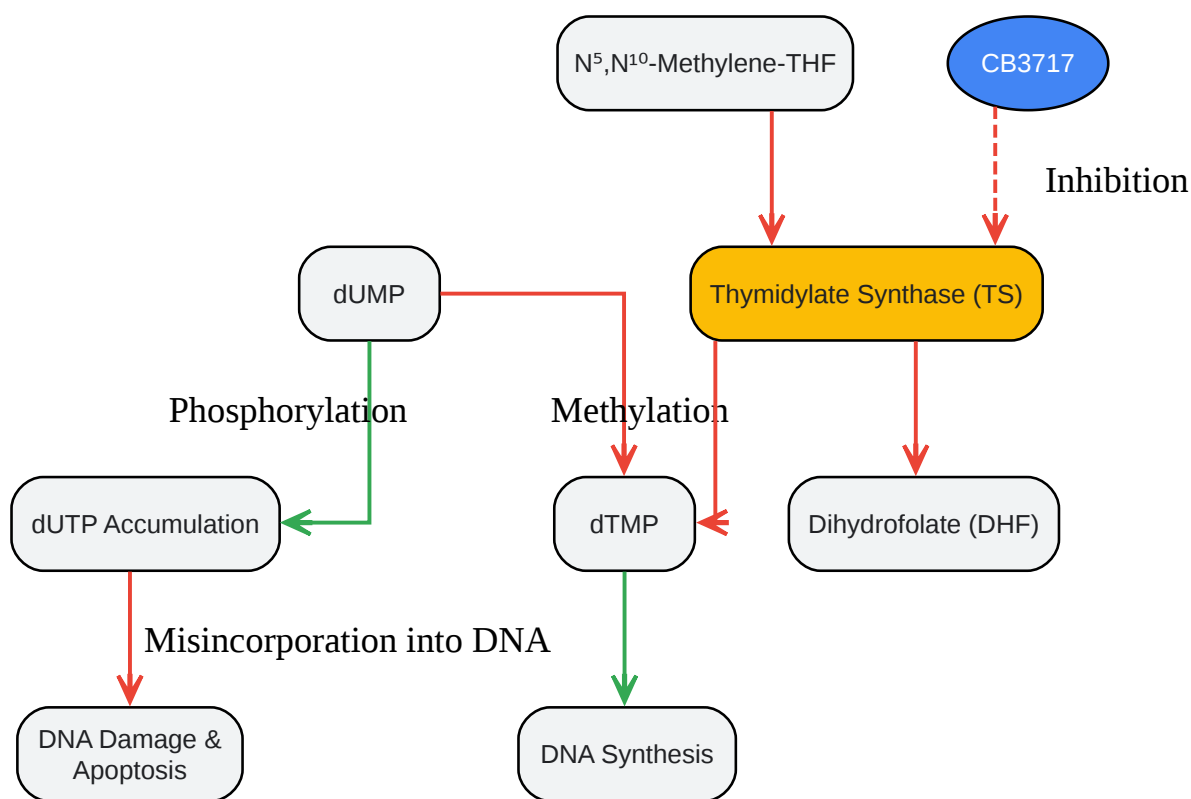 N⁵,N¹⁰-Methylene-THF
CB3717
Inhibition
dUMP
Thymidylate Synthase (TS)
Phosphorylation
Methylation
dUTP Accumulation
dTMP
Dihydrofolate (DHF)
Misincorporation into DNA
DNA Damage &
Apoptosis
DNA Synthesis